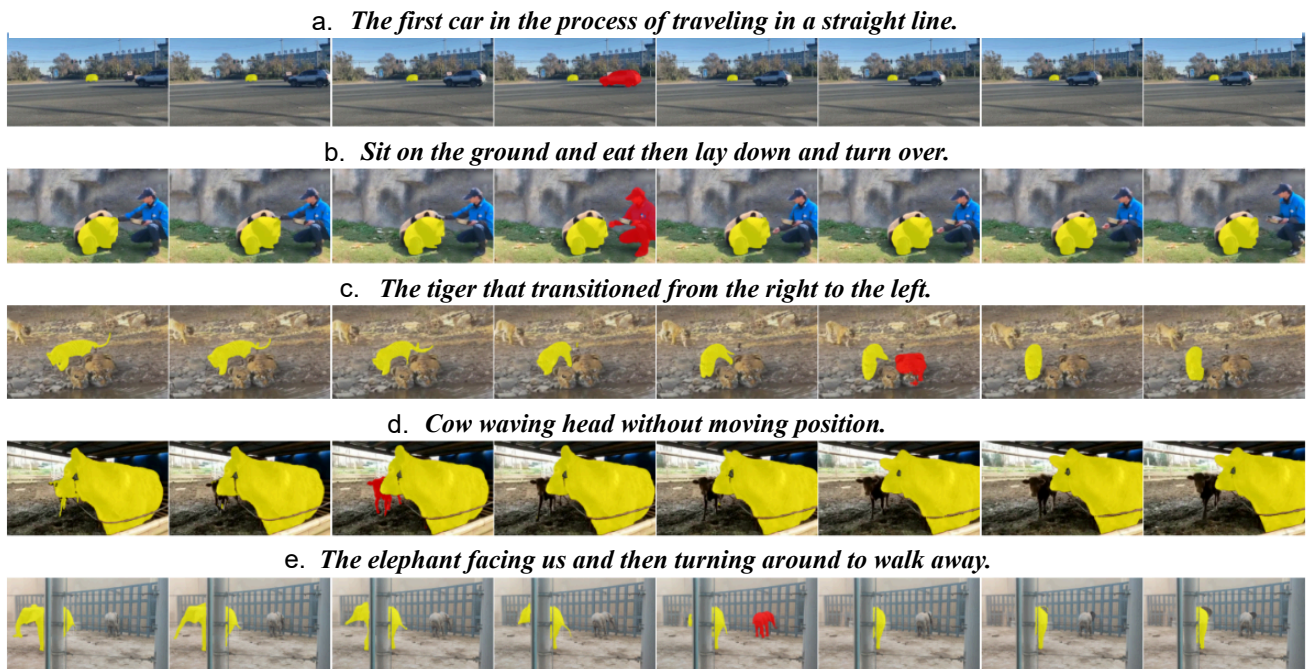 a. The first car in the process of traveling in a straight line.
b. Sit on the ground and eat then lay down and turn over.
c. The tiger that transitioned from the right to the left.
d. Cow waving head without moving position.
e. The elephant facing us and then turning around to walk away.